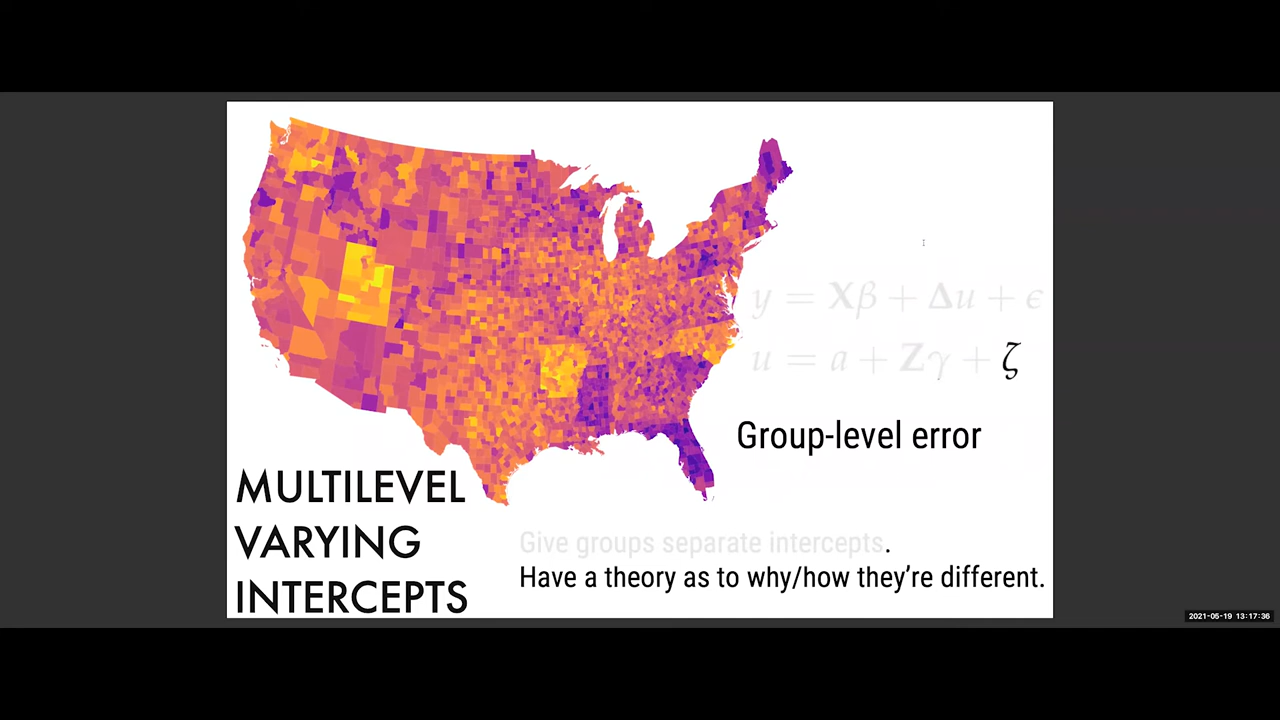 y = Xβ + Δu + ϵ
u = a + Zγ + ζ
Group-level error
MULTILEVEL
VARYING
INTERCEPTS
Give groups separate intercepts.
Have a theory as to why/how they're different.
2021-05-19 13:17:36